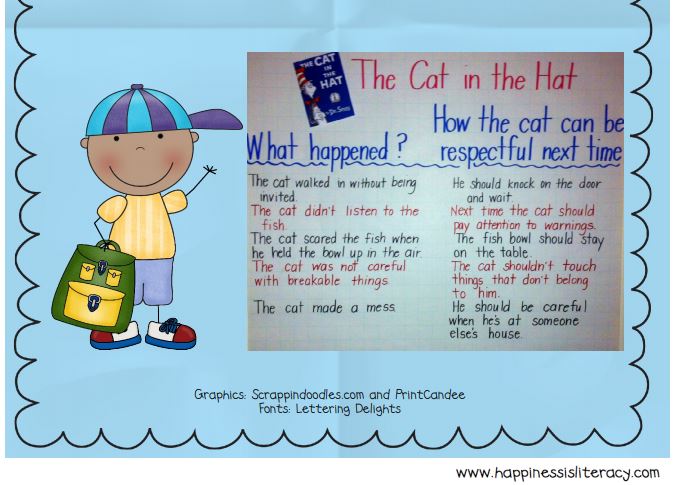 THE CAT
IN
THE
HAT
Dr. Seuss
The Cat in the Hat
What happened?
The cat walked in without being
invited.
The cat didn't listen to the
fish.
The cat scared the fish when
he held the bowl up in the air.
The cat was not careful
with breakable things.
The cat made a mess.
How the cat can be
respectful next time
He should knock on the door
and wait.
Next time the cat should
pay attention to warnings.
The fish bowl should stay
on the table.
The cat shouldn't touch
things that don't belong
to him.
He should be careful
when he's at someone
else's house.
Graphics: Scrappindoodles.com and PrintCandee
Fonts: Lettering Delights
www.happinessisliteracy.com